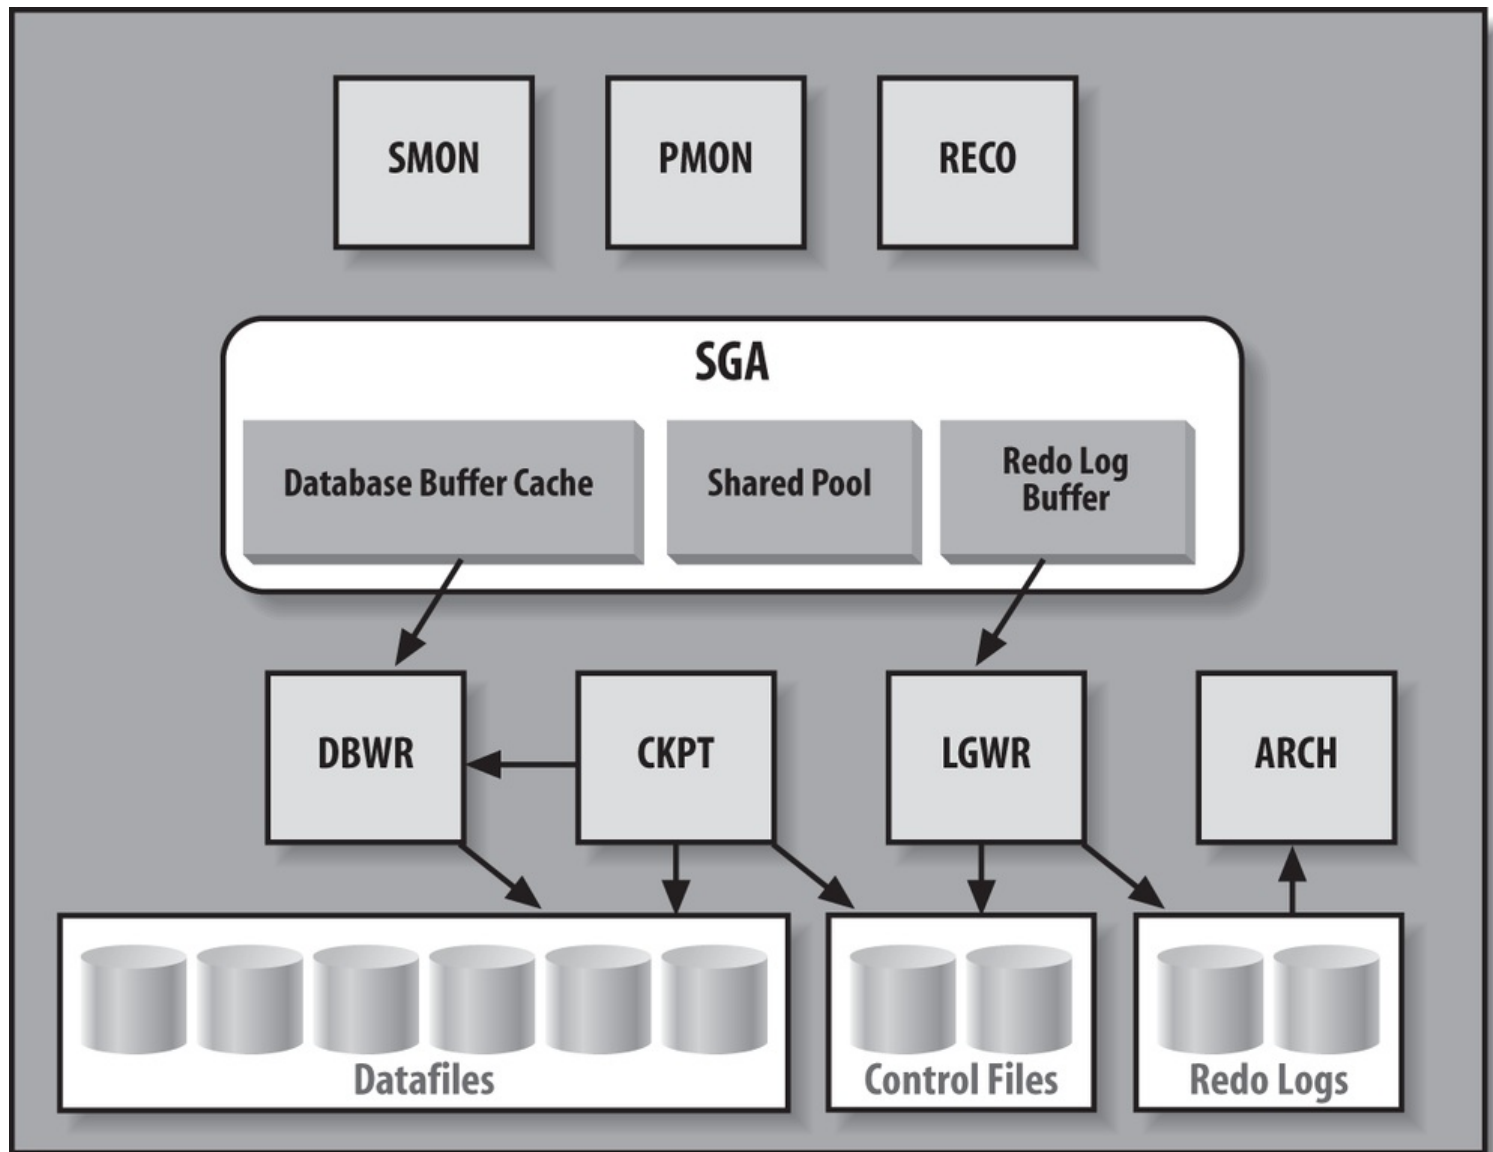 SMON
PMON
RECO
SGA
Database Buffer Cache
Shared Pool
Redo Log
Buffer
DBWR
CKPT
LGWR
ARCH
Datafiles
Control Files
Redo Logs